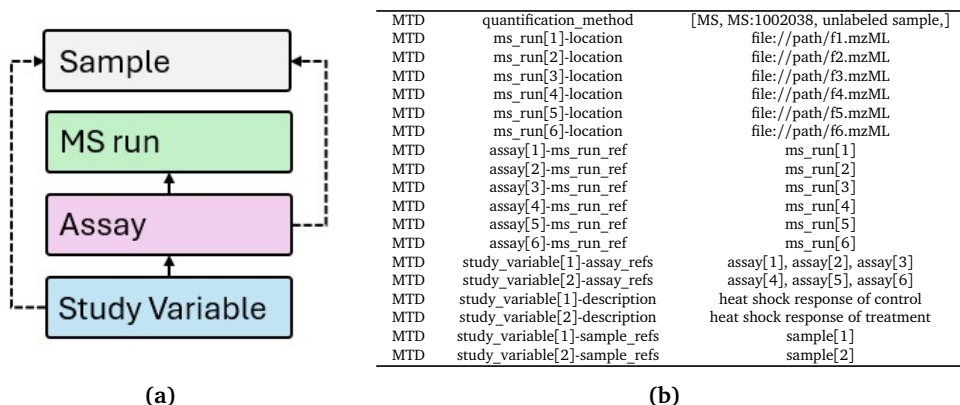 Sample
MS run
Assay
Study Variable
(a)
MTD quantification_method [MS, MS:1002038, unlabeled sample,]
MTD ms_run[1]-location file://path/f1.mzML
MTD ms_run[2]-location file://path/f2.mzML
MTD ms_run[3]-location file://path/f3.mzML
MTD ms_run[4]-location file://path/f4.mzML
MTD ms_run[5]-location file://path/f5.mzML
MTD ms_run[6]-location file://path/f6.mzML
MTD assay[1]-ms_run_ref ms_run[1]
MTD assay[2]-ms_run_ref ms_run[2]
MTD assay[3]-ms_run_ref ms_run[3]
MTD assay[4]-ms_run_ref ms_run[4]
MTD assay[5]-ms_run_ref ms_run[5]
MTD assay[6]-ms_run_ref ms_run[6]
MTD study_variable[1]-assay_refs assay[1], assay[2], assay[3]
MTD study_variable[2]-assay_refs assay[4], assay[5], assay[6]
MTD study_variable[1]-description heat shock response of control
MTD study_variable[2]-description heat shock response of treatment
MTD study_variable[1]-sample_refs sample[1]
MTD study_variable[2]-sample_refs sample[2]
(b)